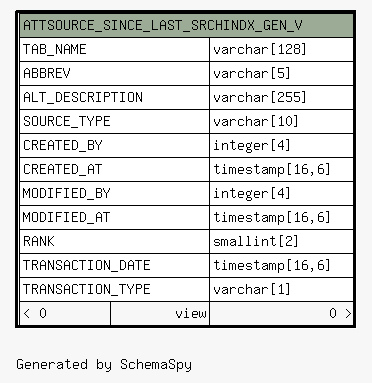 ATTSOURCE_SINCE_LAST_SRCHINDX_GEN_V
TAB_NAME varchar[128]
ABBREV varchar[5]
ALT_DESCRIPTION varchar[255]
SOURCE_TYPE varchar[10]
CREATED_BY integer[4]
CREATED_AT timestamp[16,6]
MODIFIED_BY integer[4]
MODIFIED_AT timestamp[16,6]
RANK smallint[2]
TRANSACTION_DATE timestamp[16,6]
TRANSACTION_TYPE varchar[1]
< 0 view 0 >
Generated by SchemaSpy